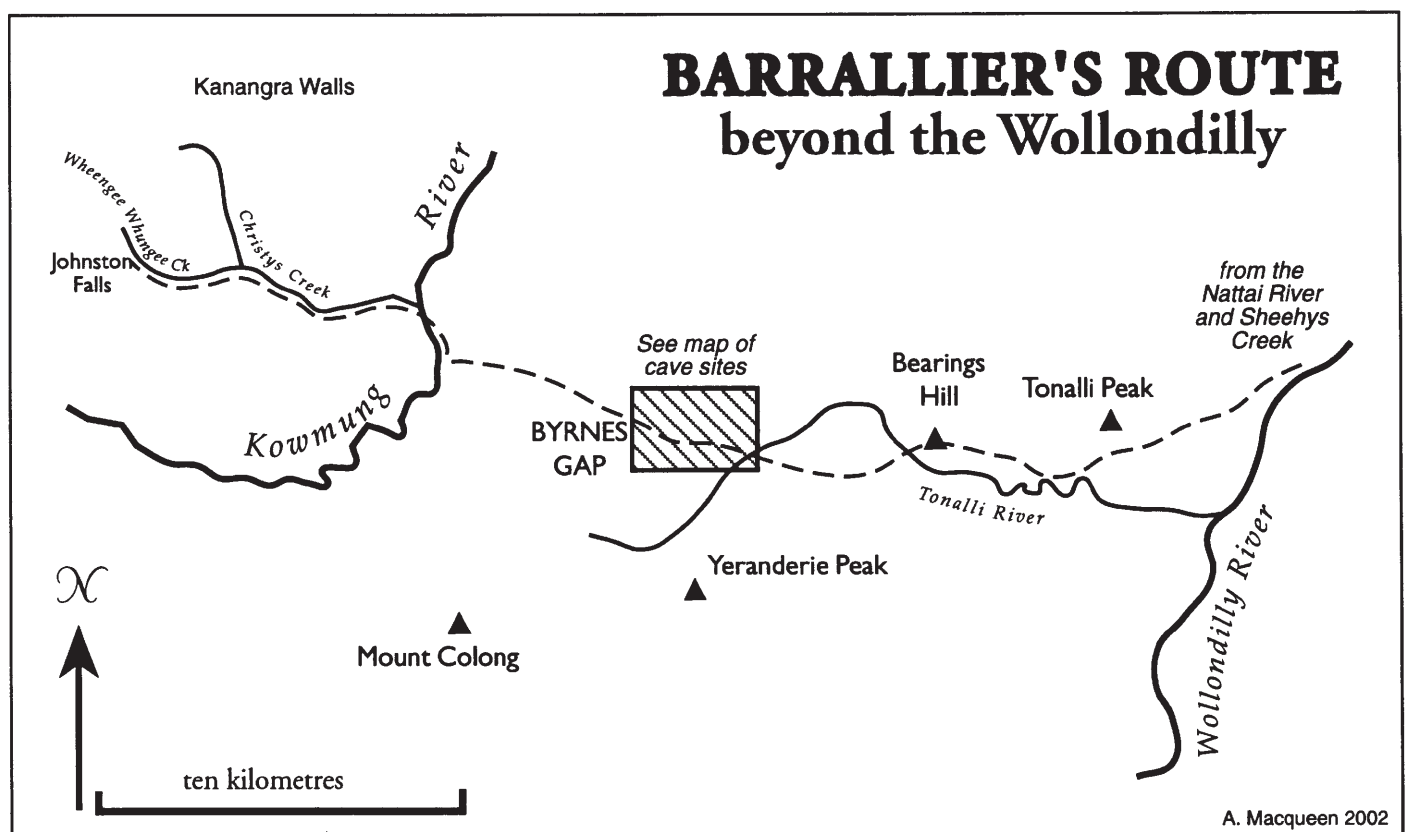 BARRALLIER'S ROUTE
beyond the Wollondilly
Kanangra Walls
Wheengee Whungee Ck
Christys Creek
River
Johnston
Falls
from the
Nattai River
and Sheehys
Creek
See map of
cave sites
Bearings
Hill
Tonalli Peak
Kowmung
BYRNES
GAP
Tonalli River
Yeranderie Peak
Wollondilly River
N
Mount Colong
ten kilometres
A. Macqueen 2002